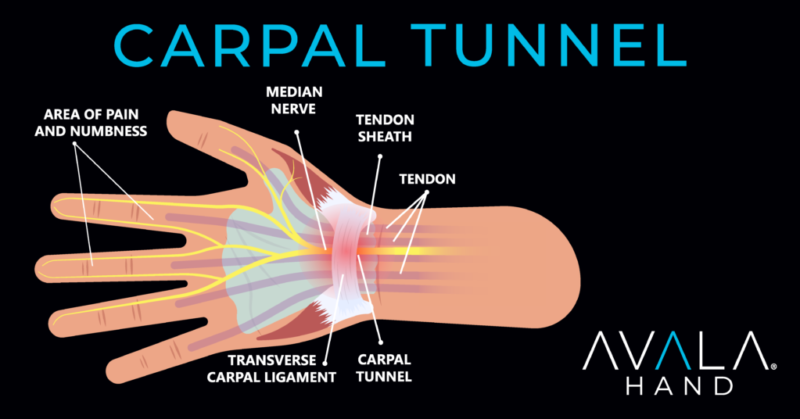 CARPAL TUNNEL
MEDIAN
NERVE
AREA OF PAIN
AND NUMBNESS
TENDON
SHEATH
TENDON
TRANSVERSE
CARPAL LIGAMENT
CARPAL
TUNNEL
AVALA®
HAND